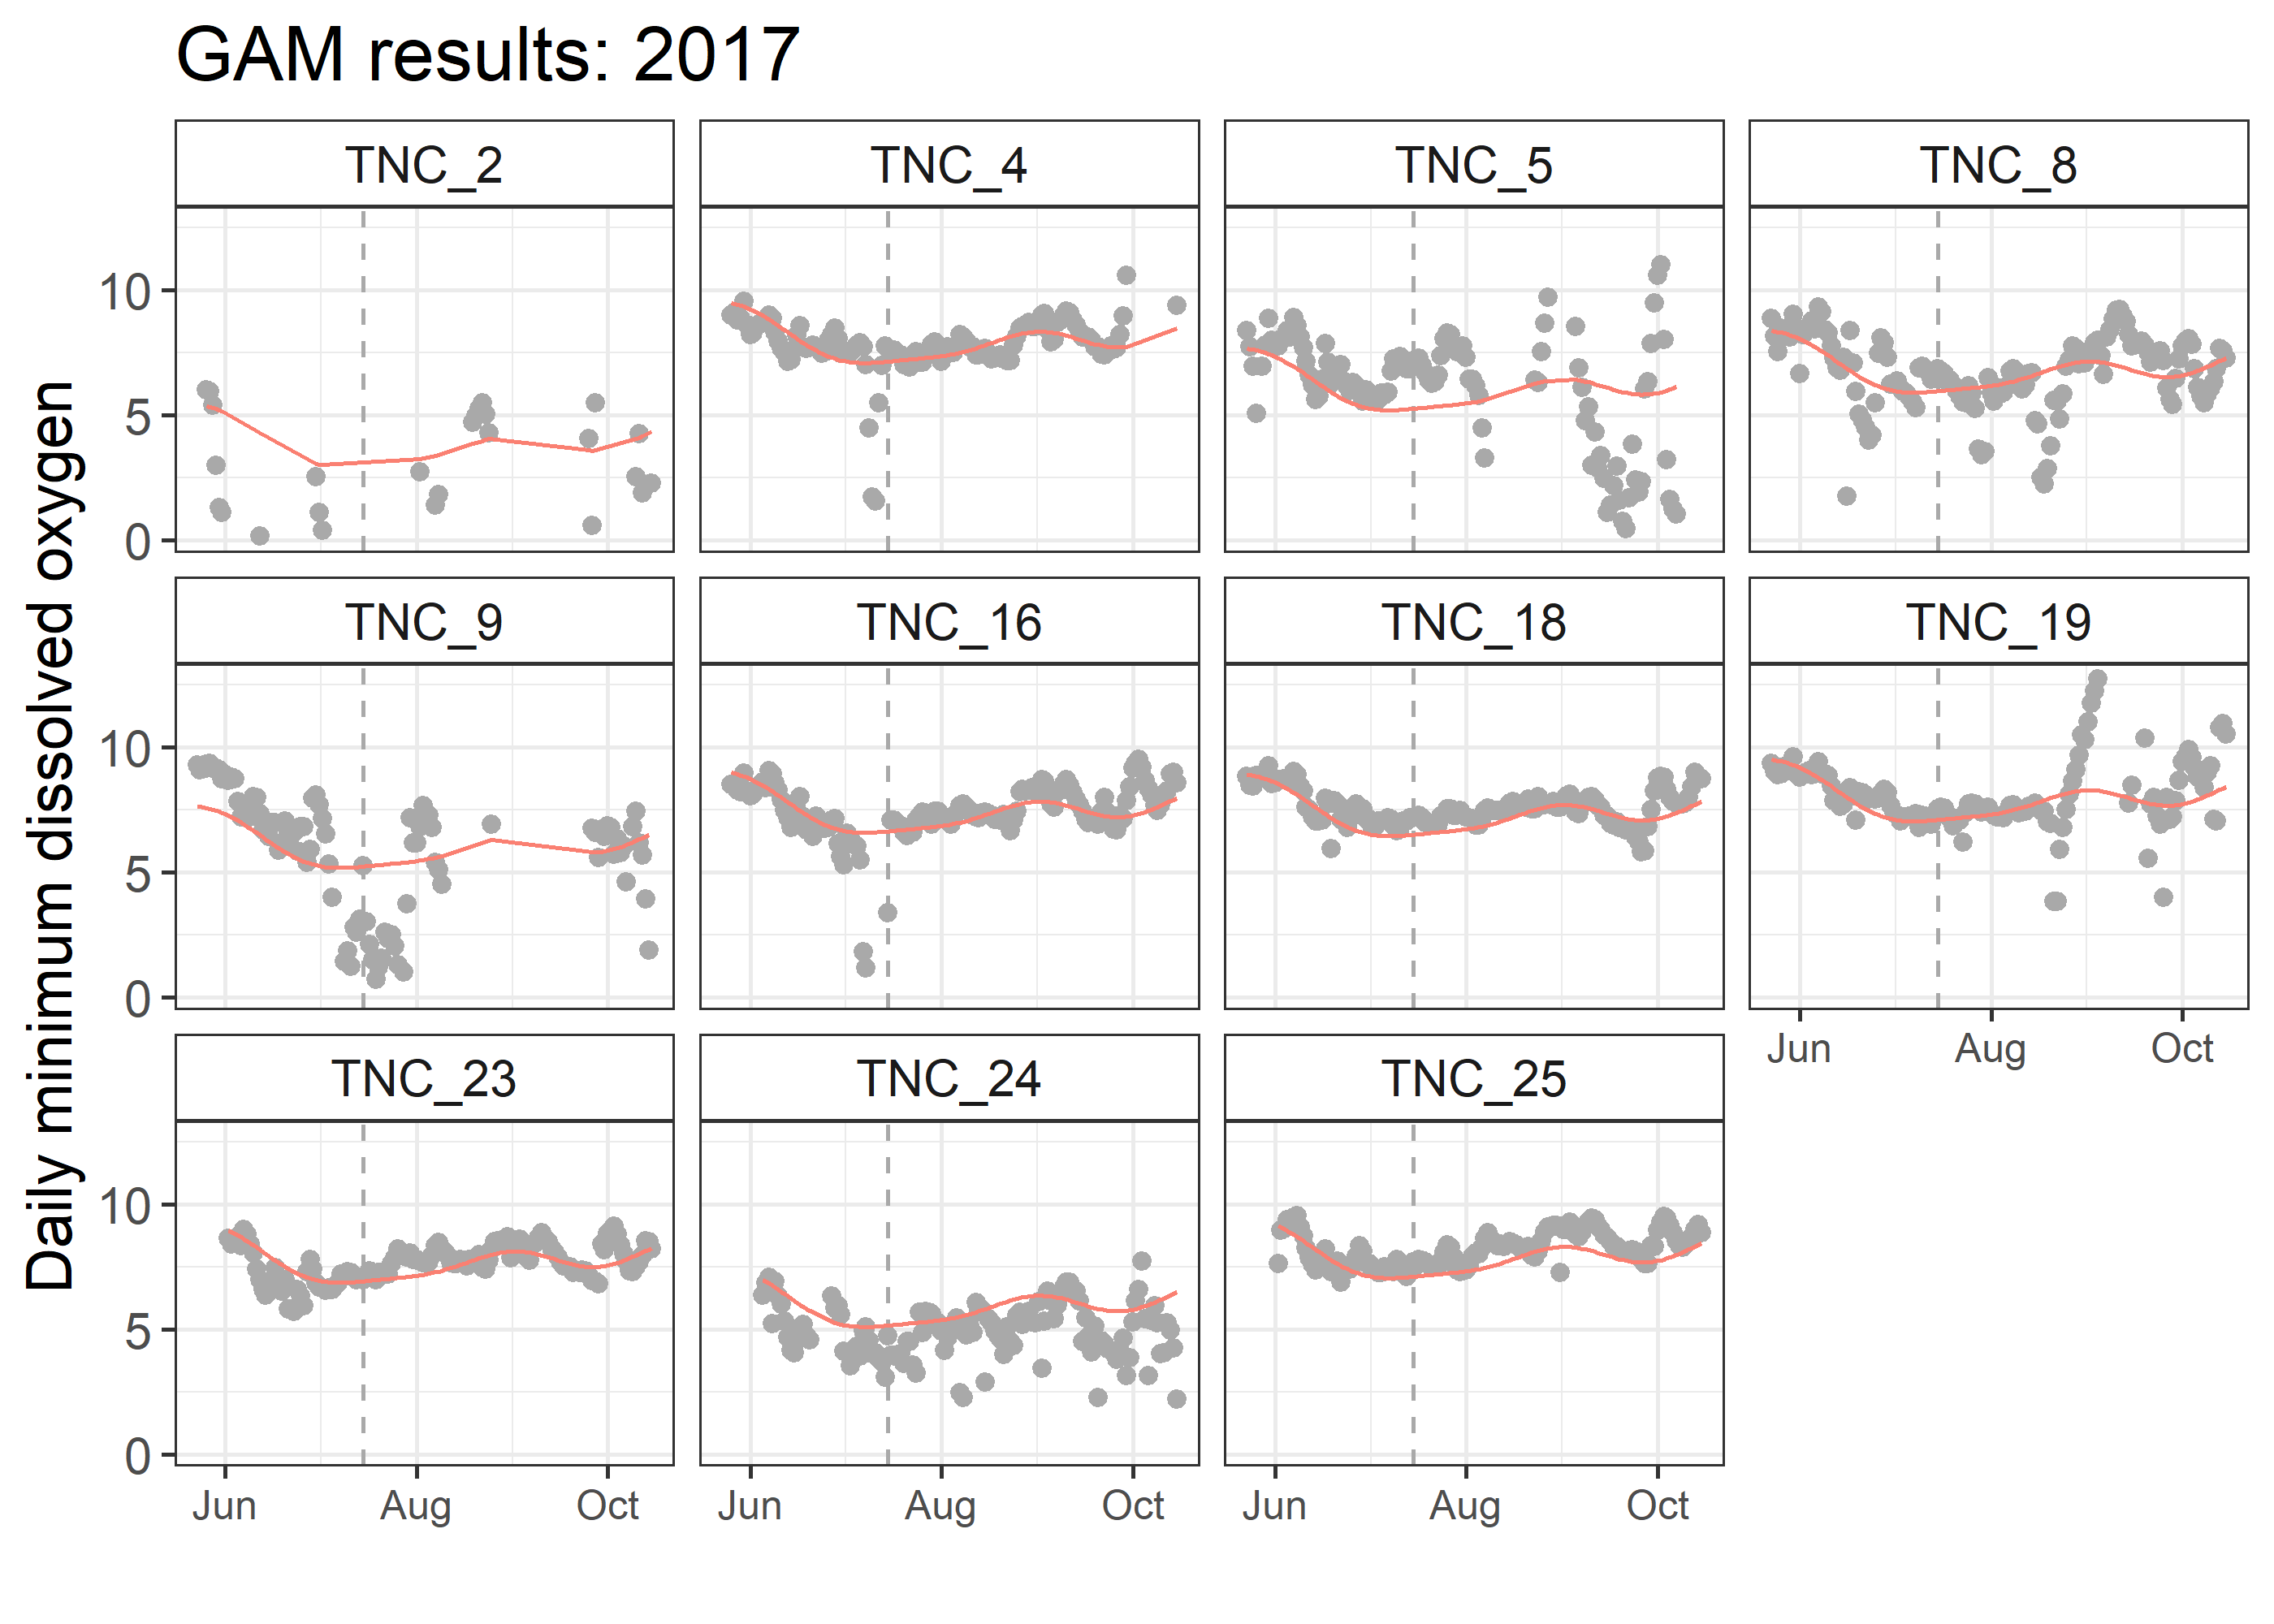 GAM results: 2017
Daily minimum dissolved oxygen
TNC_2
TNC_4
TNC_5
TNC_8
10
5
0
TNC_9
TNC_16
TNC_18
TNC_19
10
5
0
Jun Aug Oct
TNC_23
TNC_24
TNC_25
10
5
0
Jun Aug Oct
Jun Aug Oct
Jun Aug Oct